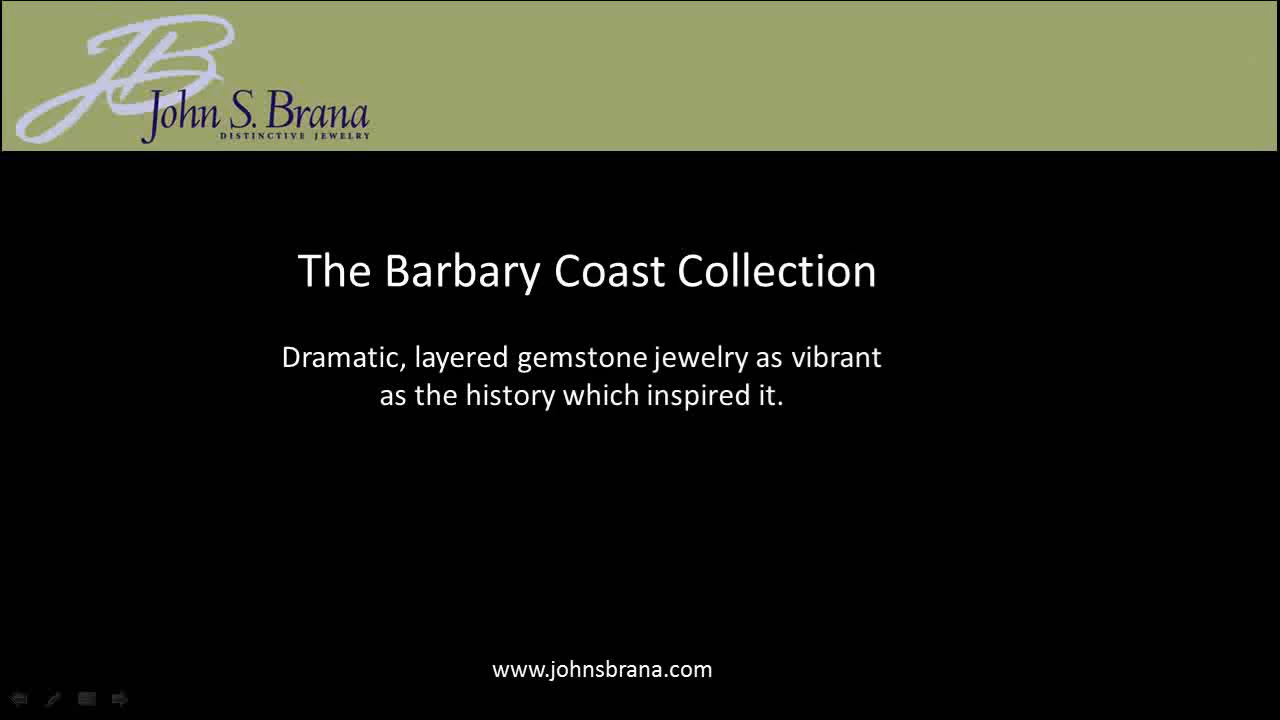 JB
John S. Brana
DISTINCTIVE JEWELRY
The Barbary Coast Collection
Dramatic, layered gemstone jewelry as vibrant
as the history which inspired it.
www.johnsbrana.com